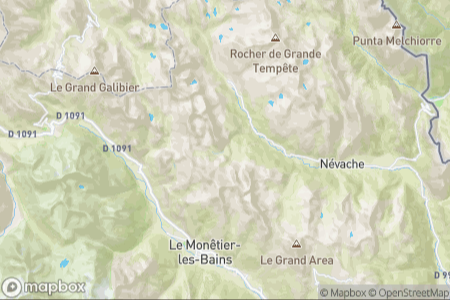 Punta Melchiorre
Rocher de Grande
Tempête
Le Grand Galibier
D 1091
D 1091
D 1091
Névache
Le Monêtier-
les-Bains
Le Grand Area
D 9
mapbox
© Mapbox © OpenStreetMap